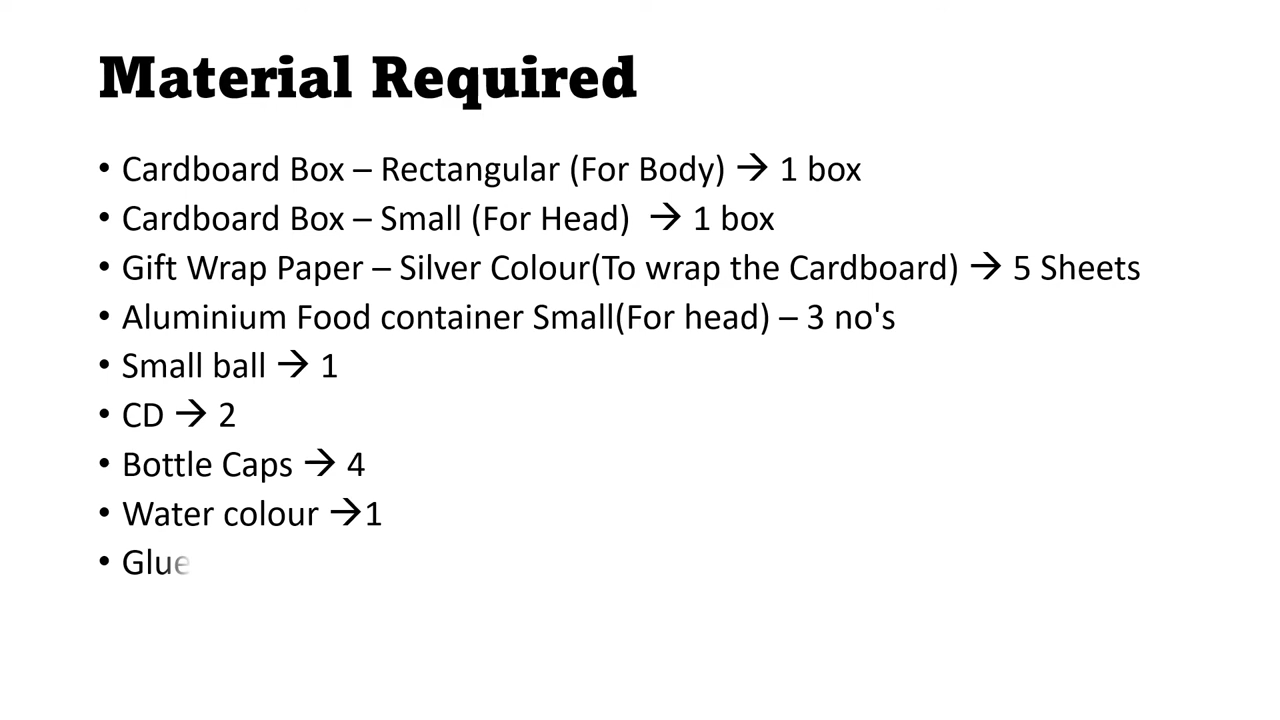 Material Required
• Cardboard Box – Rectangular (For Body) → 1 box
• Cardboard Box – Small (For Head)  → 1 box
• Gift Wrap Paper – Silver Colour(To wrap the Cardboard) → 5 Sheets
• Aluminium Food container Small(For head) – 3 no's
• Small ball → 1
• CD → 2
• Bottle Caps → 4
• Water colour →1
• Glue